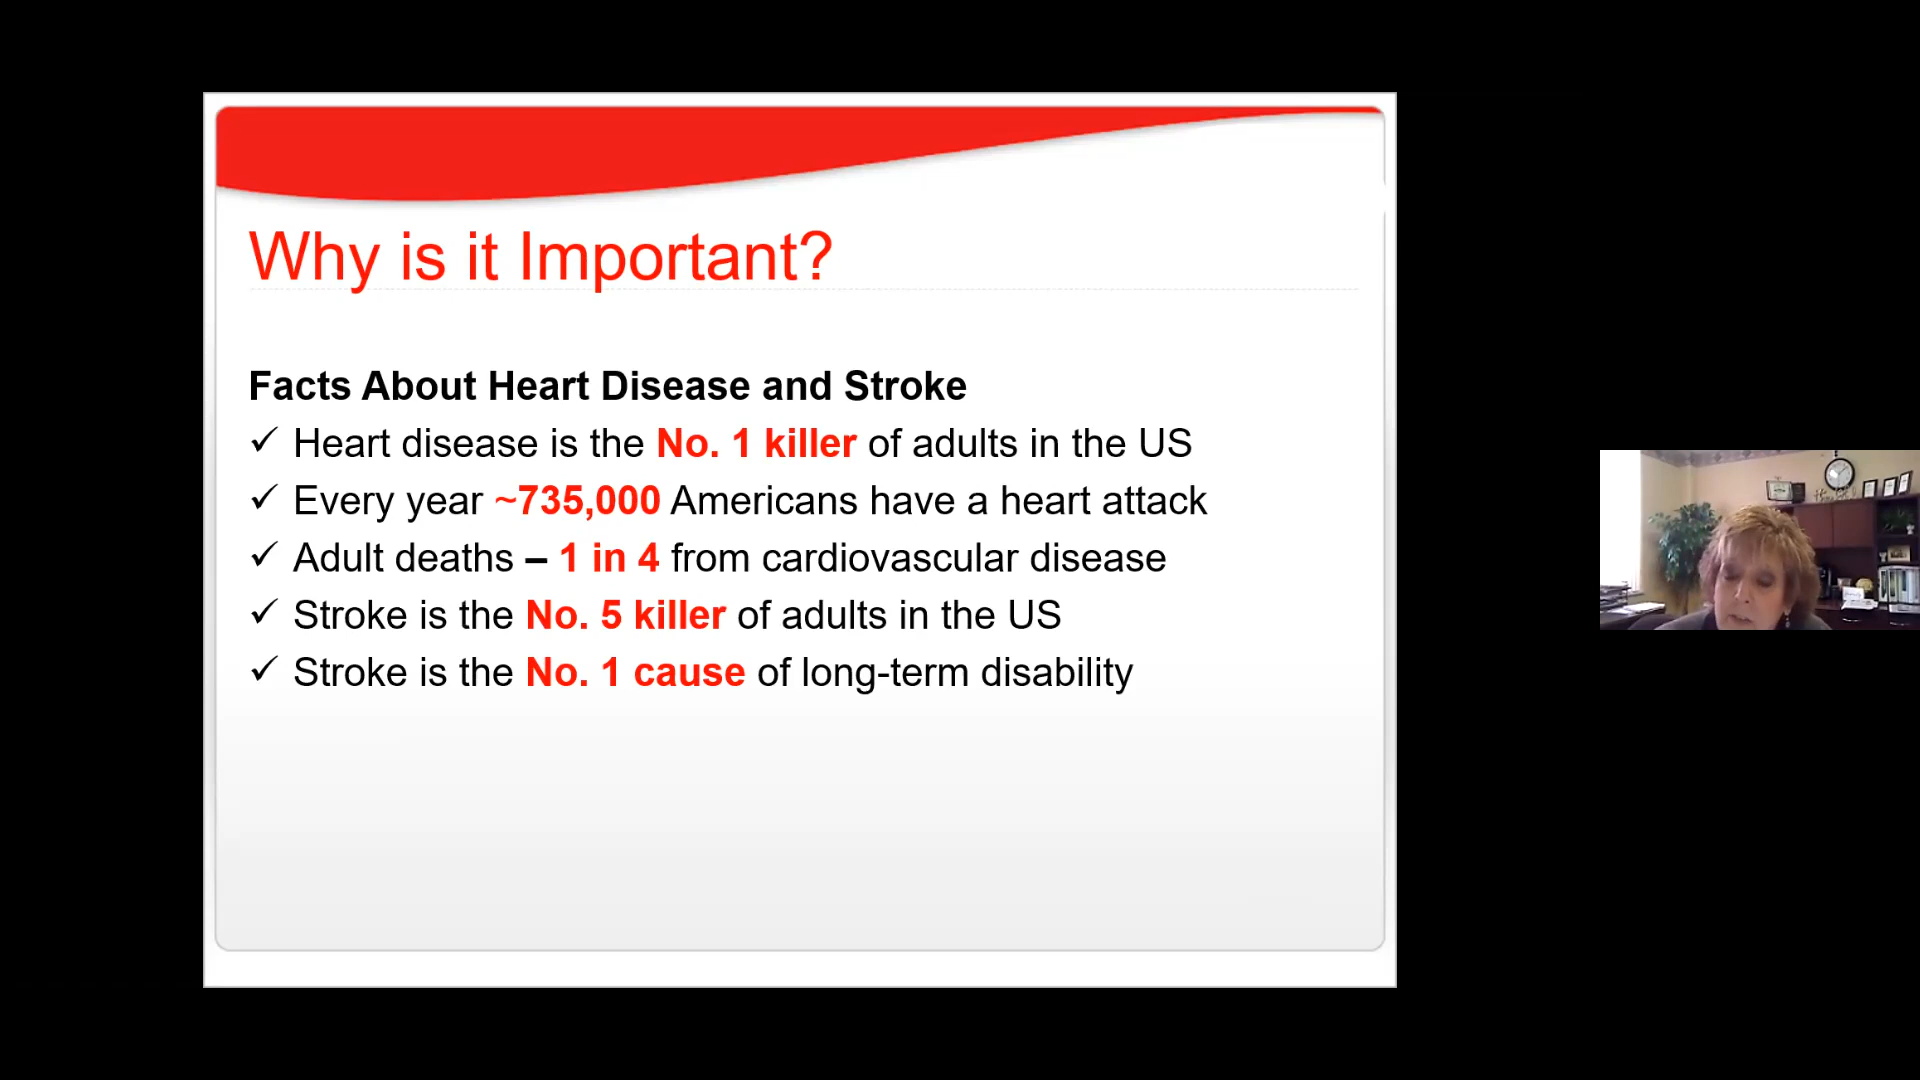 Why is it Important?
Facts About Heart Disease and Stroke
✓ Heart disease is the No. 1 killer of adults in the US
✓ Every year ~735,000 Americans have a heart attack
✓ Adult deaths – 1 in 4 from cardiovascular disease
✓ Stroke is the No. 5 killer of adults in the US
✓ Stroke is the No. 1 cause of long-term disability